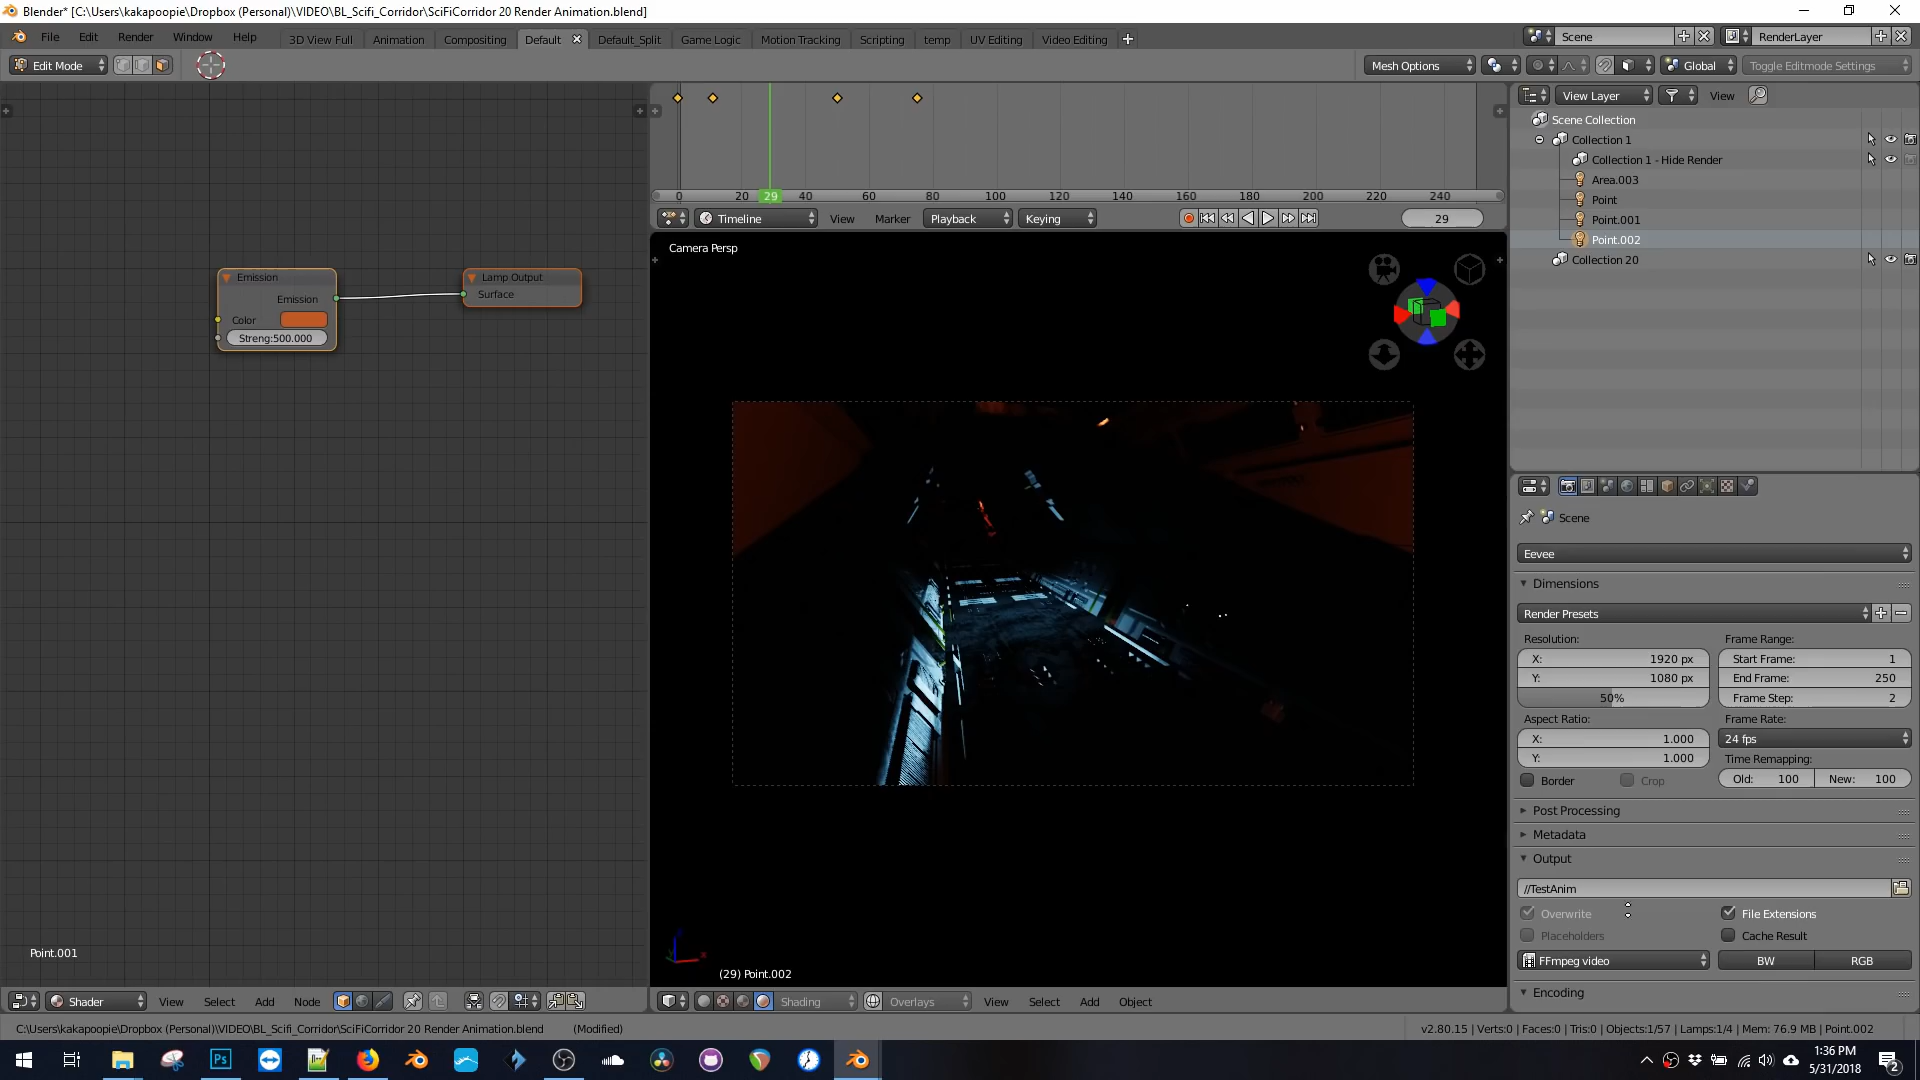 Blender* [C:\Users\kakapoopie\Dropbox (Personal)\VIDEO\BL_Scifi_Corridor\SciFiCorridor 20 Render Animation.blend]
File Edit Render Window Help 3D View Full Animation Compositing Default Default_Split Game Logic Motion Tracking Scripting temp UV Editing Video Editing Scene RenderLayer
Edit Mode Mesh Options Global Toggle Editmode Settings
View Layer View
Scene Collection
Collection 1
Collection 1 - Hide Render
Area.003
Point
Point.001
Point.002
Collection 20
20 29 40 60 80 100 120 140 160 180 200 220 240
0
Timeline View Marker Playback Keying 29
Camera Persp
Emission
Emission
Color
Streng:500.000
Lamp Output
Surface
Scene
Eevee
Dimensions
Render Presets
Resolution: Frame Range:
X: 1920 px Start Frame: 1
Y: 1080 px End Frame: 250
50% Frame Step: 2
Aspect Ratio: Frame Rate:
X: 1.000 24 fps
Y: 1.000 Time Remapping:
Border Crop Old: 100 New: 100
Post Processing
Metadata
Output
//TestAnim
Overwrite File Extensions
Placeholders Cache Result
FFmpeg video BW RGB
Encoding
Point.001
(29) Point.002
Shader View Select Add Node Shading Overlays View Select Add Object
C:\Users\kakapoopie\Dropbox (Personal)\VIDEO\BL_Scifi_Corridor\SciFiCorridor 20 Render Animation.blend (Modified) v2.80.15 | Verts:0 | Faces:0 | Tris:0 | Objects:1/57 | Lamps:1/4 | Mem: 76.9 MB | Point.002
Ps
1:36 PM
5/31/2018
2